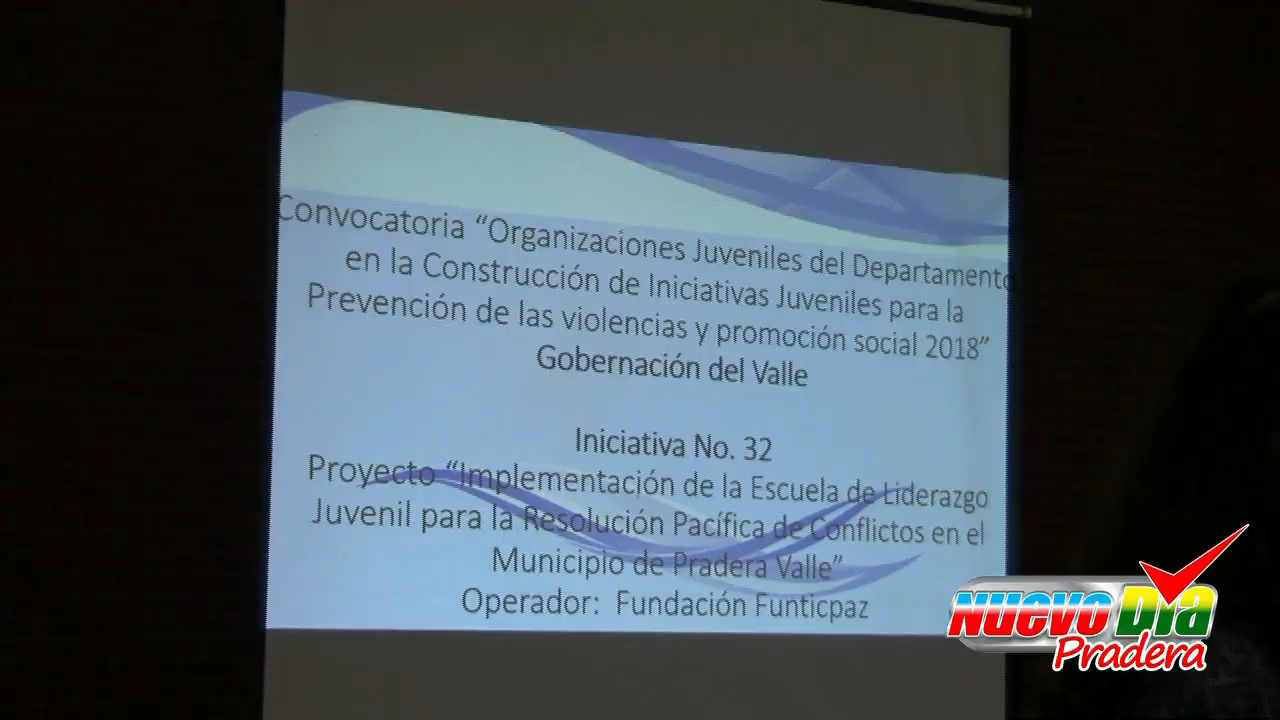 Convocatoria “Organizaciones Juveniles del Departamento
en la Construcción de Iniciativas Juveniles para la
Prevención de las violencias y promoción social 2018”
Gobernación del Valle
Iniciativa No. 32
Proyecto “Implementación de la Escuela de Liderazgo
Juvenil para la Resolución Pacífica de Conflictos en el
Municipio de Pradera Valle”
Operador: Fundación Funticpaz
NUEVO DIA
Pradera